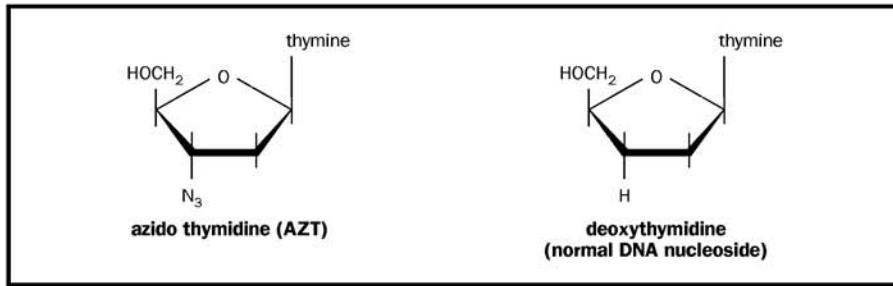 thymine
HOCH₂
O
N₃
azido thymidine (AZT)
thymine
HOCH₂
O
H
deoxythymidine
(normal DNA nucleoside)